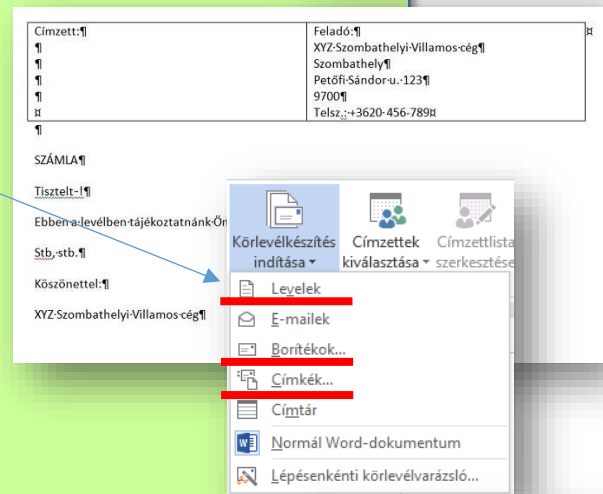 Címzett:¶
¶
¶
¶
¶
¤
Feladó:¶
XYZ·Szombathelyi·Villamos·cég¶
Szombathely¶
Petőfi·Sándor·u.·123¶
9700¶
Telsz.:·+3620·456-789¤
¤
¶
SZÁMLA¶
Tisztelt-!¶
Ebben·a·levélben·tájékoztatnánk·Ön
Stb,·stb.¶
Köszönettel:¶
XYZ·Szombathelyi·Villamos·cég¶
Körlevélkészítés
indítása
Címzettek
kiválasztása
Címzettlista
szerkesztése
Levelek
E-mailek
Borítékok...
Címkék...
Címtár
Normál Word-dokumentum
Lépésenkénti körlevélvarázsló...